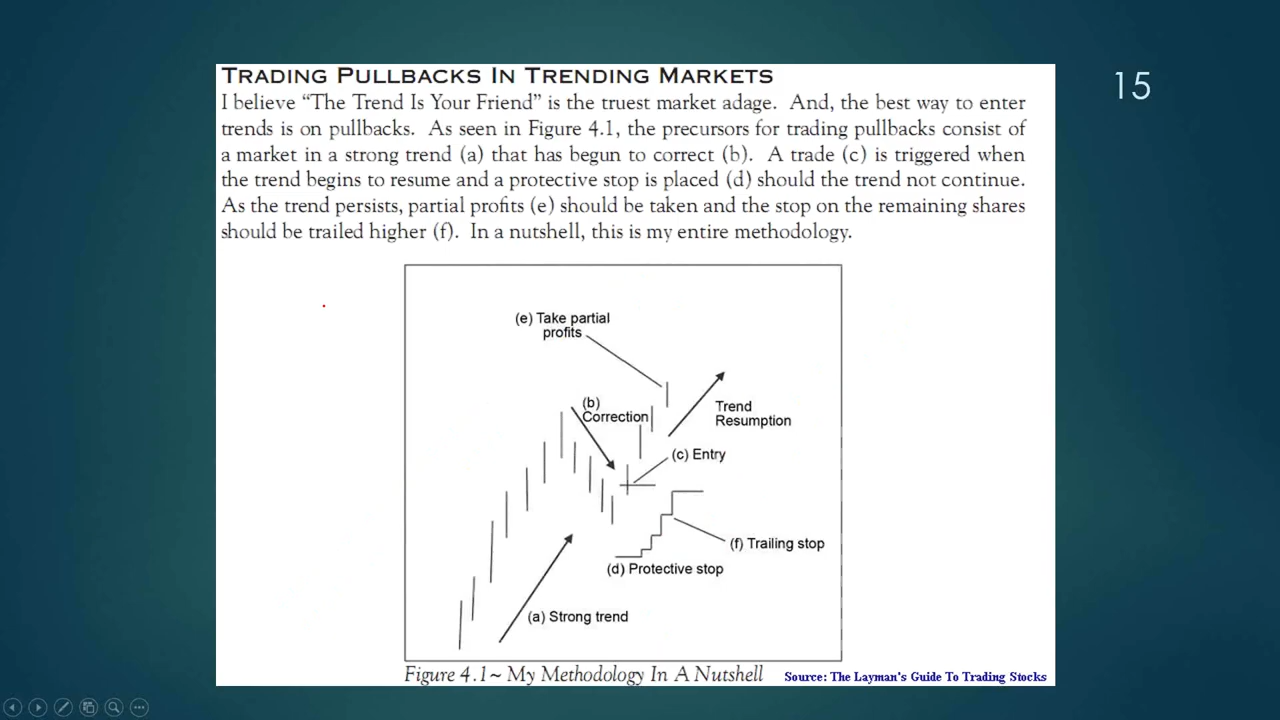 TRADING PULLBACKS IN TRENDING MARKETS
15
I believe “The Trend Is Your Friend” is the truest market adage. And, the best way to enter
trends is on pullbacks. As seen in Figure 4.1, the precursors for trading pullbacks consist of
a market in a strong trend (a) that has begun to correct (b). A trade (c) is triggered when
the trend begins to resume and a protective stop is placed (d) should the trend not continue.
As the trend persists, partial profits (e) should be taken and the stop on the remaining shares
should be trailed higher (f). In a nutshell, this is my entire methodology.
(e) Take partial
profits
(b)
Correction
Trend
Resumption
(c) Entry
(f) Trailing stop
(d) Protective stop
(a) Strong trend
Figure 4.1~ My Methodology In A Nutshell
Source: The Layman's Guide To Trading Stocks